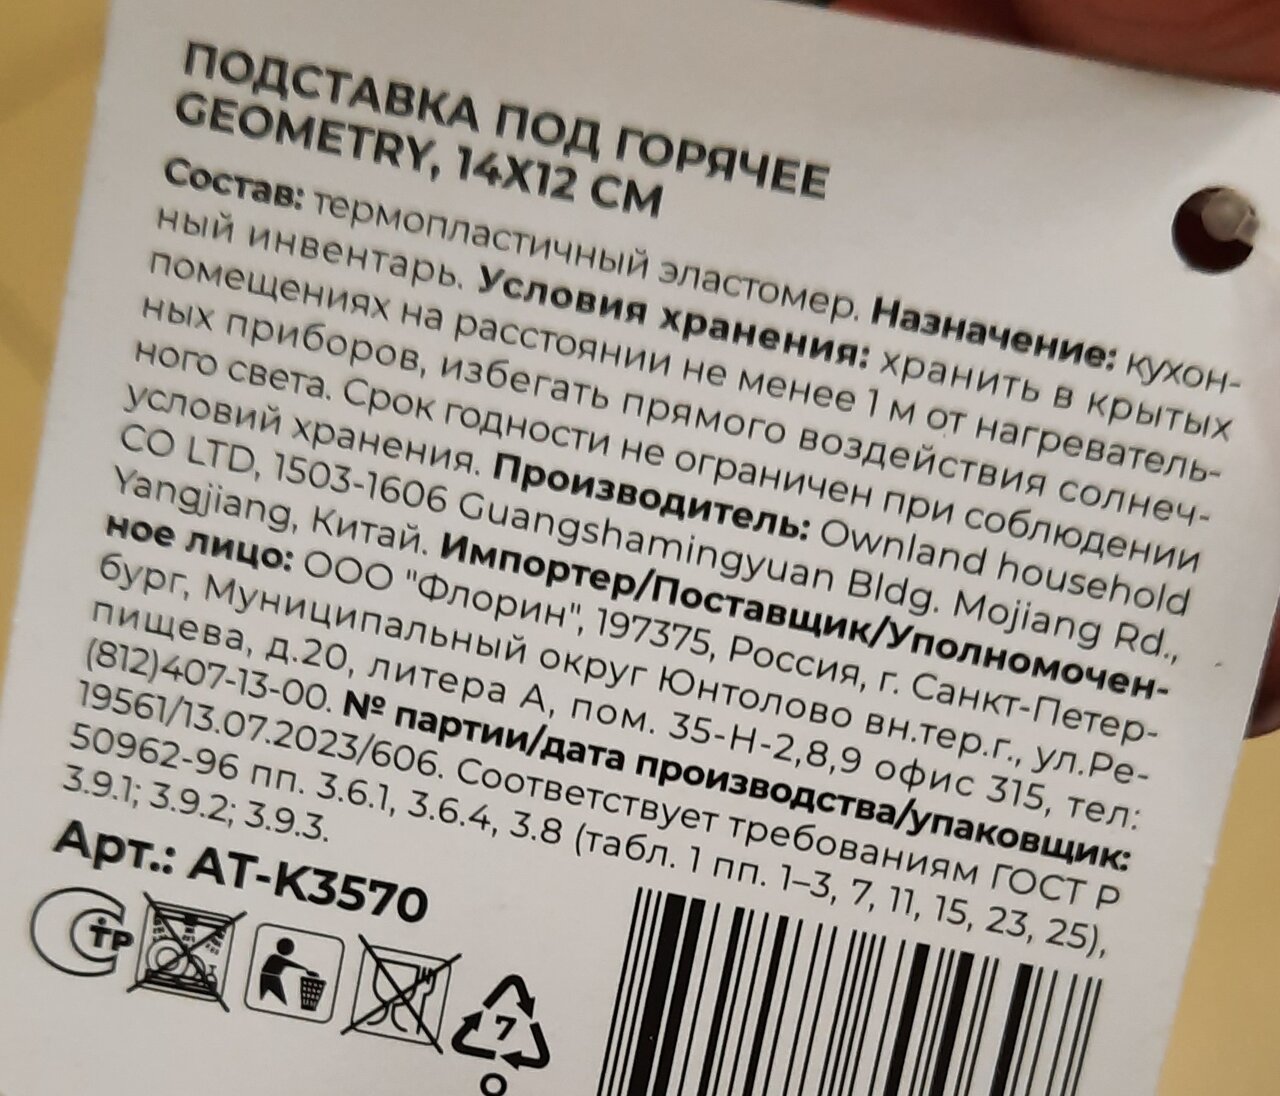 ПОДСТАВКА ПОД ГОРЯЧЕЕ
GEOMETRY, 14X12 СМ
Состав: термопластичный эластомер. Назначение: кухон-
ный инвентарь. Условия хранения: хранить в крытых
помещениях на расстоянии не менее 1 м от нагреватель-
ных приборов, избегать прямого воздействия солнеч-
ного света. Срок годности не ограничен при соблюдении
условий хранения. Производитель: Ownland household
CO LTD, 1503-1606 Guangshamingyuan Bldg. Mojiang Rd.,
Yangjiang, Китай. Импортер/Поставщик/Уполномочен-
ное лицо: ООО "Флорин", 197375, Россия, г. Санкт-Петер-
бург, Муниципальный округ Юнтолово вн.тер.г., ул.Ре-
пищева, д.20, литера А, пом. 35-Н-2,8,9 офис 315, тел:
(812)407-13-00. № партии/дата производства/упаковщик:
19561/13.07.2023/606. Соответствует требованиям ГОСТ Р
50962-96 пп. 3.6.1, 3.6.4, 3.8 (табл. 1 пп. 1–3, 7, 11, 15, 23, 25),
3.9.1; 3.9.2; 3.9.3.
Арт.: AT-K3570
СТР
7
O